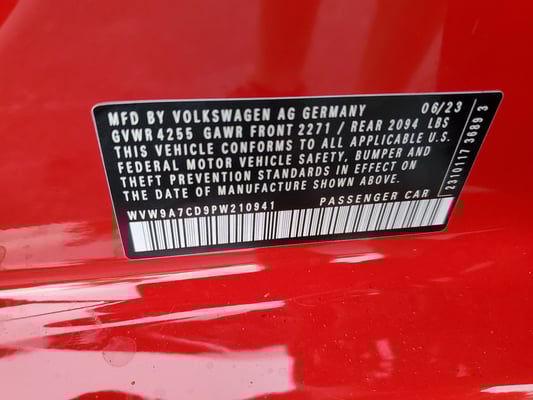 MFD BY VOLKSWAGEN AG GERMANY 06/23
GVWR 4255 GAWR FRONT 2271 / REAR 2094 LBS
THIS VEHICLE CONFORMS TO ALL APPLICABLE U.S.
FEDERAL MOTOR VEHICLE SAFETY, BUMPER AND
THEFT PREVENTION STANDARDS IN EFFECT ON
THE DATE OF MANUFACTURE SHOWN ABOVE.
WVW9A7CD9PW210941 PASSENGER CAR
2310117 3689 3